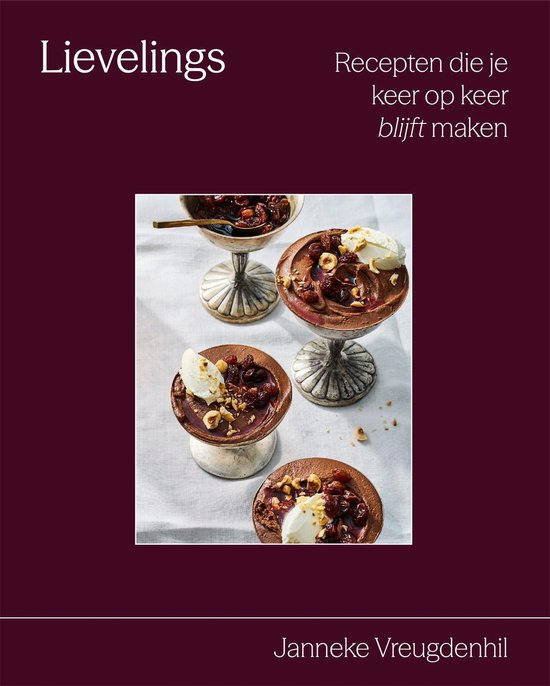 Lievelings
Recepten die je
keer op keer
blijft maken
Janneke Vreugdenhil